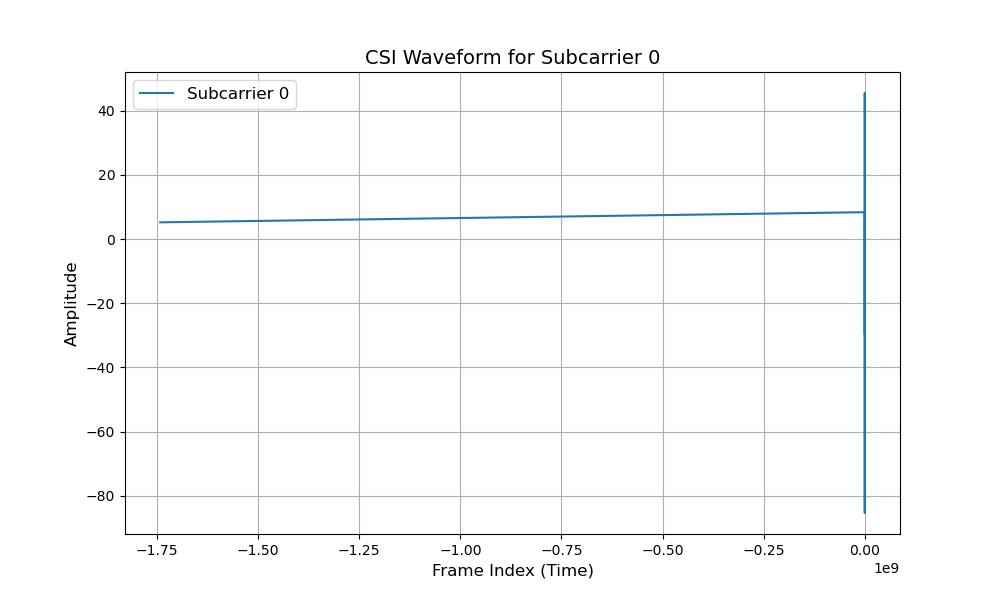 CSI Waveform for Subcarrier 0
Subcarrier 0
Amplitude
40
20
0
−20
−40
−60
−80
−1.75 −1.50 −1.25 −1.00 −0.75 −0.50 −0.25 0.00
1e9
Frame Index (Time)